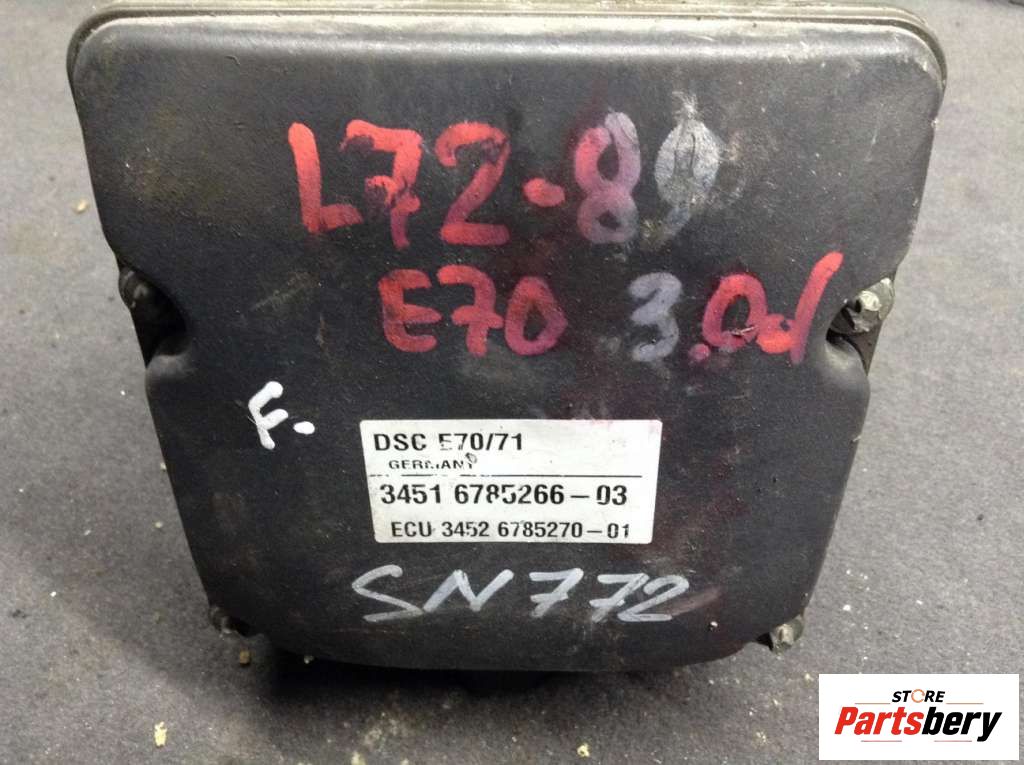 L72-89
E70 3.0d
F.
DSC E70/71
GERMANY
3451 6785266-03
ECU 3452 6785270-01
SN772
STORE
Partsbery